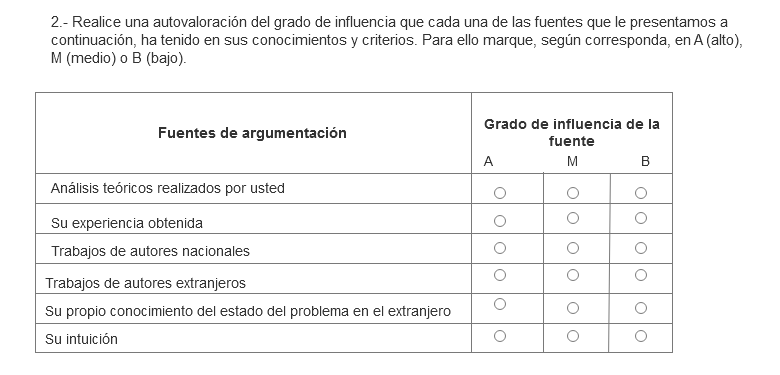 2.- Realice una autovaloración del grado de influencia que cada una de las fuentes que le presentamos a
continuación, ha tenido en sus conocimientos y criterios. Para ello marque, según corresponda, en A (alto),
M (medio) o B (bajo).
Fuentes de argumentación
Grado de influencia de la
fuente
A M B
Análisis teóricos realizados por usted
Su experiencia obtenida
Trabajos de autores nacionales
Trabajos de autores extranjeros
Su propio conocimiento del estado del problema en el extranjero
Su intuición